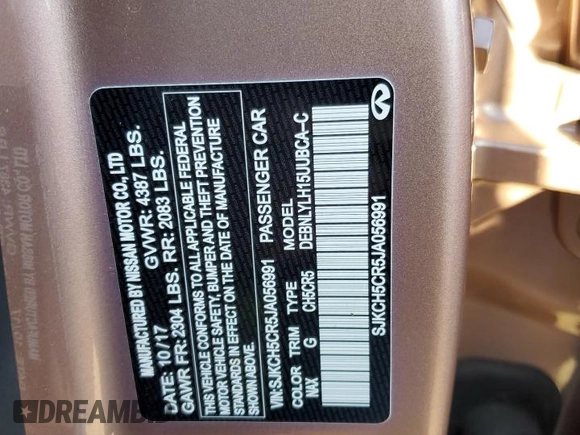 MANUFACTURED BY NISSAN MOTOR CO., LTD
DATE: 10/17 GVWR: 4387 LBS.
GAWR FR: 2304 LBS. RR: 2083 LBS.
THIS VEHICLE CONFORMS TO ALL APPLICABLE FEDERAL
MOTOR VEHICLE SAFETY, BUMPER AND THEFT PREVENTION
STANDARDS IN EFFECT ON THE DATE OF MANUFACTURE
SHOWN ABOVE.
VIN:SJKCH5CR5JA056991 PASSENGER CAR
COLOR TRIM TYPE MODEL
NAX G CH5CR5 DEBNLYLH15UUBCA-C
SJKCH5CR5JA056991
DREAMBID